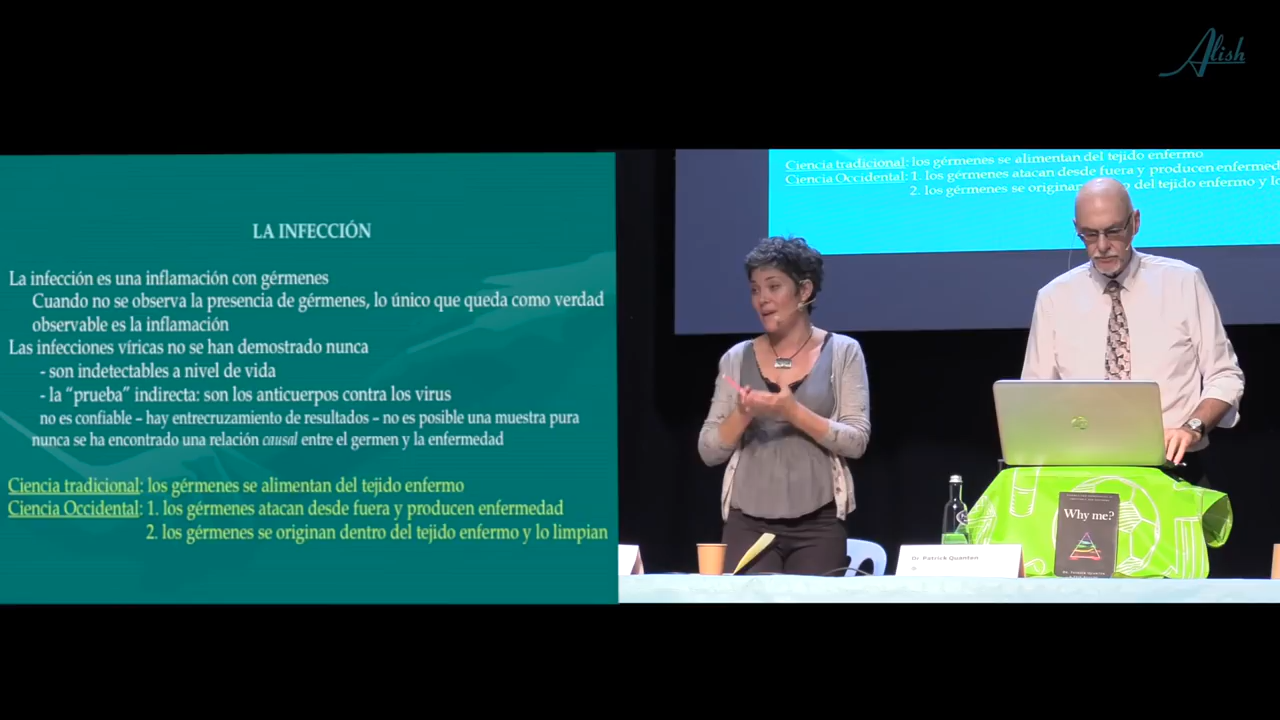 Alish
LA INFECCIÓN
La infección es una inflamación con gérmenes
Cuando no se observa la presencia de gérmenes, lo único que queda como verdad
observable es la inflamación
Las infecciones víricas no se han demostrado nunca
- son indetectables a nivel de vida
- la “prueba” indirecta: son los anticuerpos contra los virus
no es confiable – hay entrecruzamiento de resultados – no es posible una muestra pura
nunca se ha encontrado una relación causal entre el germen y la enfermedad
Ciencia tradicional: los gérmenes se alimentan del tejido enfermo
Ciencia Occidental: 1. los gérmenes atacan desde fuera y producen enfermedad
2. los gérmenes se originan dentro del tejido enfermo y lo limpian
Ciencia tradicional: los gérmenes se alimentan del tejido enfermo
Ciencia Occidental: 1. los gérmenes atacan desde fuera y producen enfermed
2. los gérmenes se originan del tejido enfermo y lo
Dr. Patrick Quanten
Why me?